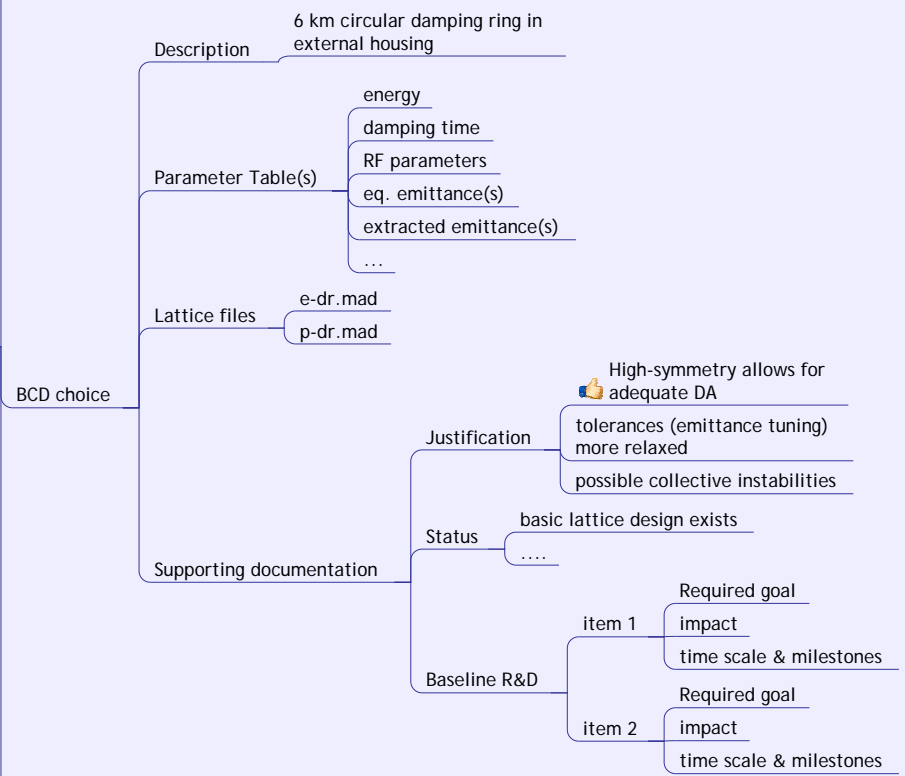 6 km circular damping ring in
external housing
Description
energy
damping time
RF parameters
Parameter Table(s)
eq. emittance(s)
extracted emittance(s)
...
e-dr.mad
Lattice files
p-dr.mad
BCD choice
High-symmetry allows for
adequate DA
Justification
tolerances (emittance tuning)
more relaxed
possible collective instabilities
basic lattice design exists
Status
....
Supporting documentation
Required goal
item 1
impact
time scale & milestones
Baseline R&D
Required goal
item 2
impact
time scale & milestones